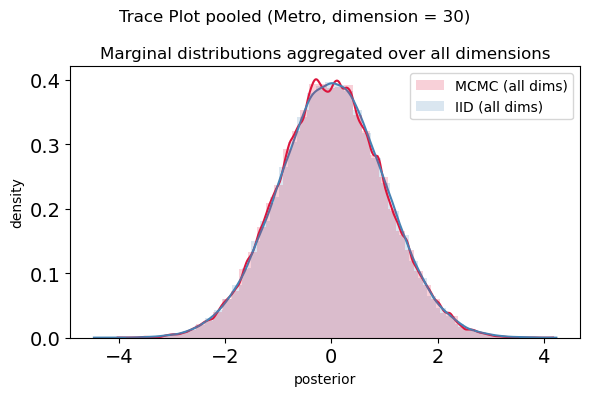 Trace Plot pooled (Metro, dimension = 30)
Marginal distributions aggregated over all dimensions
MCMC (all dims)
IID (all dims)
density
0.4
0.3
0.2
0.1
0.0
−4
−2
0
2
4
posterior